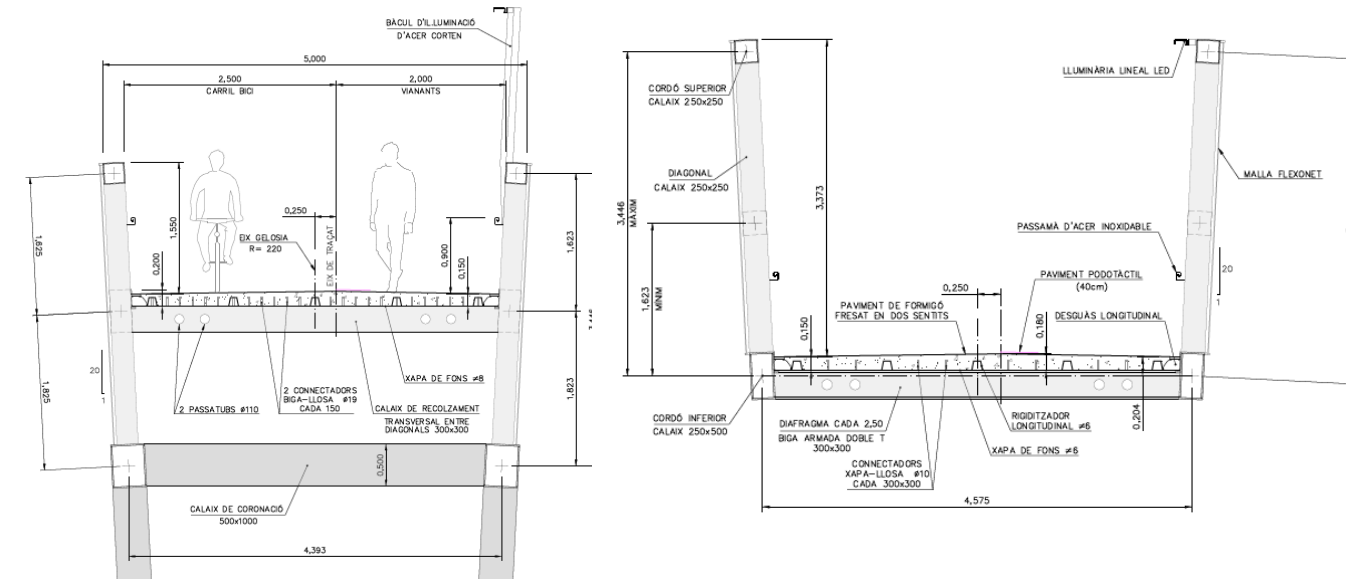 BÀCUL D'IL.LUMINACIÓ
D'ACER CORTEN
5,000
2,500
2,000
CARRIL BICI
VIANANTS
0,250
EIX GELOSIA
R= 220
EIX DE TRAÇAT
1,550
0,200
0,900
0,150
1,625
1,623
1,825
1,823
20
1
XAPA DE FONS ≠8
2 CONNECTADORS
BIGA-LLOSA ø19
CADA 150
2 PASSATUBS ø110
CALAIX DE RECOLZAMENT
TRANSVERSAL ENTRE
DIAGONALS 300x300
0,500
CALAIX DE CORONACIÓ
500x1000
4,393
LLUMINÀRIA LINEAL LED
CORDÓ SUPERIOR
CALAIX 250x250
DIAGONAL
CALAIX 250x250
MALLA FLEXONET
3,446
MÀXIM
3,373
1,623
MÍNIM
PASSAMÀ D'ACER INOXIDABLE
20
1
PAVIMENT PODOTÀCTIL
(40cm)
0,250
PAVIMENT DE FORMIGÓ
FRESAT EN DOS SENTITS
DESGUÀS LONGITUDINAL
0,150
0,180
0,204
CORDÓ INFERIOR
CALAIX 250x500
DIAFRAGMA CADA 2,50
BIGA ARMADA DOBLE T
300x300
RIGIDITZADOR
LONGITUDINAL ≠6
XAPA DE FONS ≠6
CONNECTADORS
XAPA-LLOSA ø10
CADA 300x300
4,575